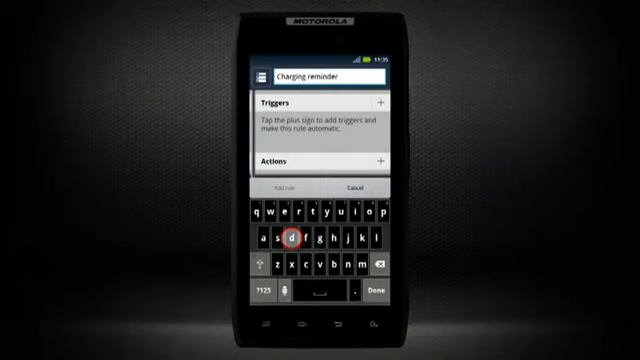 MOTOROLA
11:35
Charging reminder
Triggers +
Tap the plus sign to add triggers and
make this rule automatic.
Actions +
Add rule Cancel
q w e r t y u i o p
a s d f g h j k l
z x c v b n m
?123 . Done